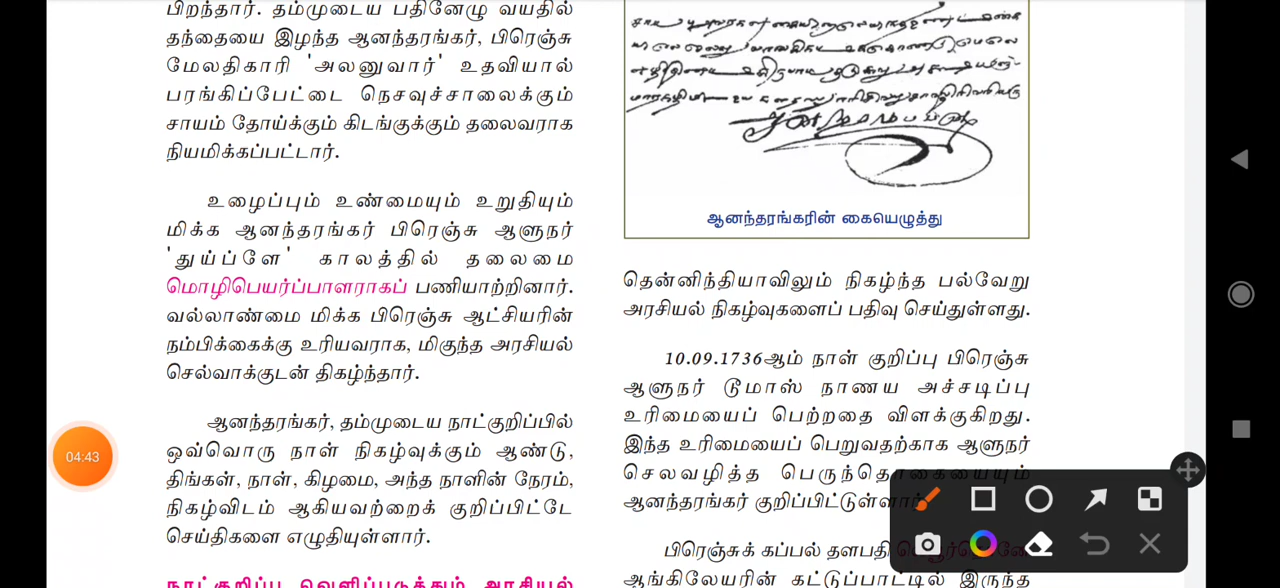 பிறந்தார். தம்முடைய பதினேழு வயதில்
தந்தையை இழந்த ஆனந்தரங்கர், பிரெஞ்சு
மேலதிகாரி 'அலனுவார்' உதவியால்
பரங்கிப்பேட்டை நெசவுச்சாலைக்கும்
சாயம் தோய்க்கும் கிடங்குக்கும் தலைவராக
நியமிக்கப்பட்டார்.
உழைப்பும் உண்மையும் உறுதியும்
மிக்க ஆனந்தரங்கர் பிரெஞ்சு ஆளுநர்
'துய்ப்ளே' காலத்தில் தலைமை
மொழிபெயர்ப்பாளராகப் பணியாற்றினார்.
வல்லாண்மை மிக்க பிரெஞ்சு ஆட்சியரின்
நம்பிக்கைக்கு உரியவராக, மிகுந்த அரசியல்
செல்வாக்குடன் திகழ்ந்தார்.
ஆனந்தரங்கர், தம்முடைய நாட்குறிப்பில்
ஒவ்வொரு நாள் நிகழ்வுக்கும் ஆண்டு,
திங்கள், நாள், கிழமை, அந்த நாளின் நேரம்,
நிகழ்விடம் ஆகியவற்றைக் குறிப்பிட்டே
செய்திகளை எழுதியுள்ளார்.
நாட்குறிப்பு வெளிப்படுத்தும் அரசியல்
ஆனந்தரங்கரின் கையெழுத்து
தென்னிந்தியாவிலும் நிகழ்ந்த பல்வேறு
அரசியல் நிகழ்வுகளைப் பதிவு செய்துள்ளது.
10.09.1736ஆம் நாள் குறிப்பு பிரெஞ்சு
ஆளுநர் டூமாஸ் நாணய அச்சடிப்பு
உரிமையைப் பெற்றதை விளக்குகிறது.
இந்த உரிமையைப் பெறுவதற்காக ஆளுநர்
செலவழித்த பெருந்தொகையையும்
ஆனந்தரங்கர் குறிப்பிட்டுள்ளார்.
பிரெஞ்சுக் கப்பல் தளபதி
ஆங்கிலேயரின் கட்டுப்பாட்டில் இருந்த
04:43